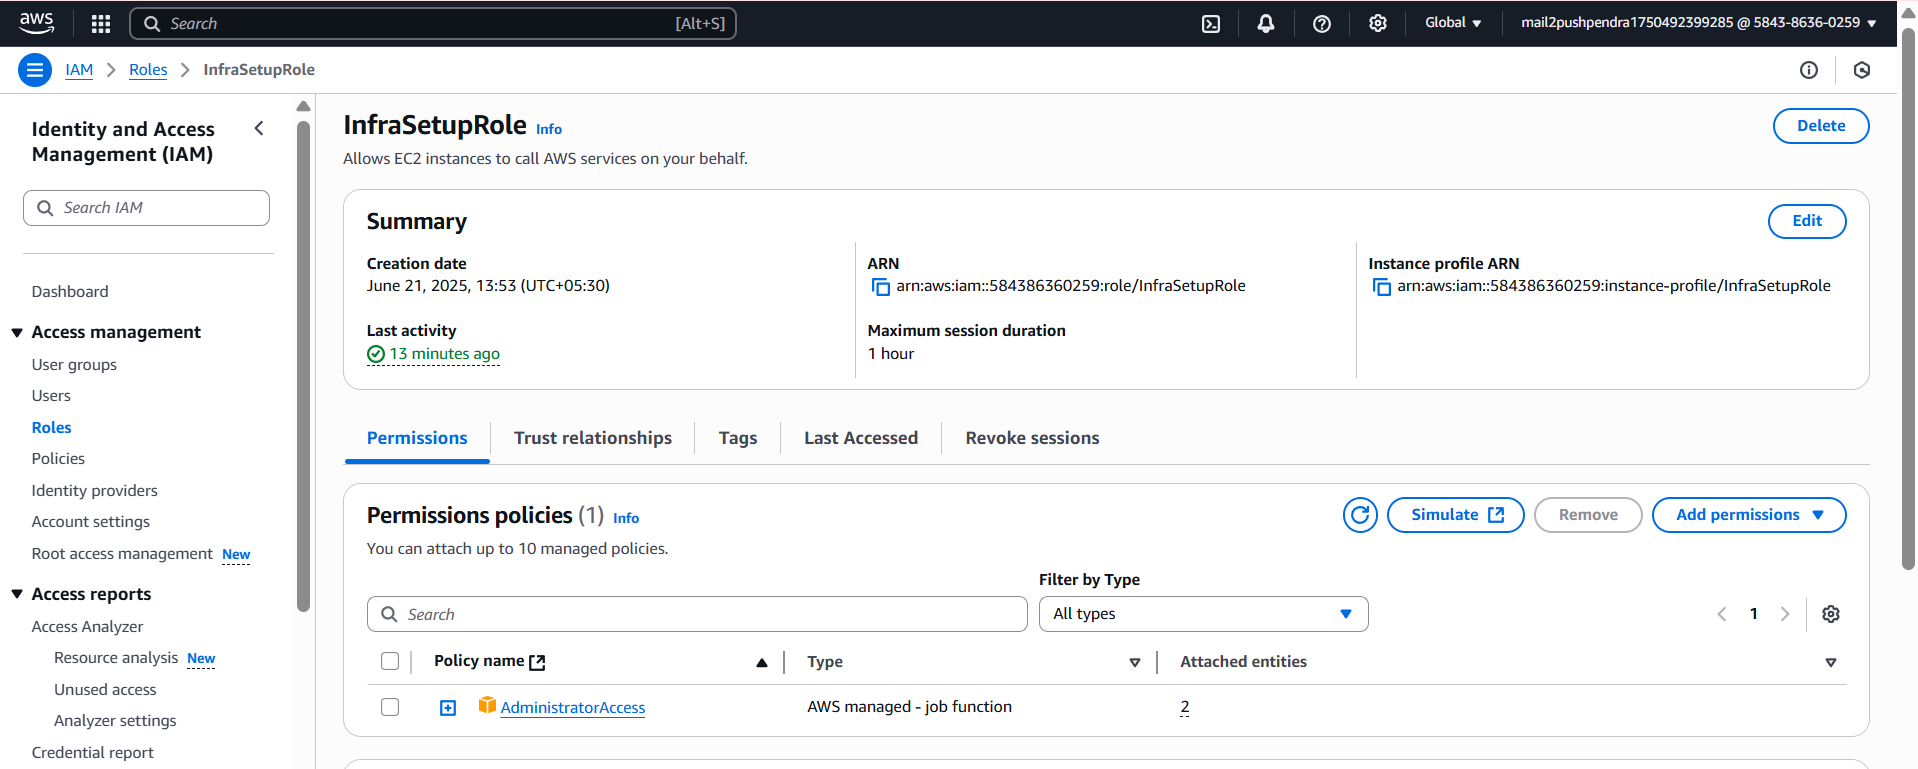 aws
Search [Alt+S]
Global
mail2pushpendra1750492399285 @ 5843-8636-0259
IAM
Roles
InfraSetupRole
Identity and Access Management (IAM)
Search IAM
Dashboard
Access management
User groups
Users
Roles
Policies
Identity providers
Account settings
Root access management New
Access reports
Access Analyzer
Resource analysis New
Unused access
Analyzer settings
Credential report
InfraSetupRole Info
Delete
Allows EC2 instances to call AWS services on your behalf.
Summary
Edit
Creation date
June 21, 2025, 13:53 (UTC+05:30)
Last activity
13 minutes ago
ARN
arn:aws:iam::584386360259:role/InfraSetupRole
Maximum session duration
1 hour
Instance profile ARN
arn:aws:iam::584386360259:instance-profile/InfraSetupRole
Permissions
Trust relationships
Tags
Last Accessed
Revoke sessions
Permissions policies (1) Info
Simulate
Remove
Add permissions
You can attach up to 10 managed policies.
Filter by Type
Search
All types
1
Policy name
Type
Attached entities
AdministratorAccess
AWS managed - job function
2